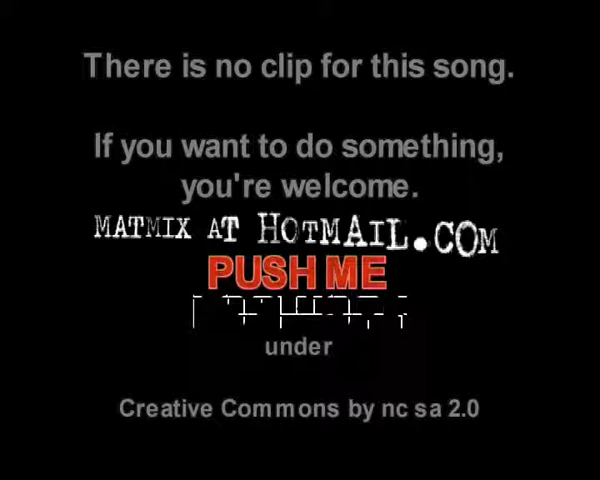 There is no clip for this song.
If you want to do something,
you're welcome.
MATMIX AT HOTMAIL.COM
PUSH ME
under
Creative Commons by nc sa 2.0